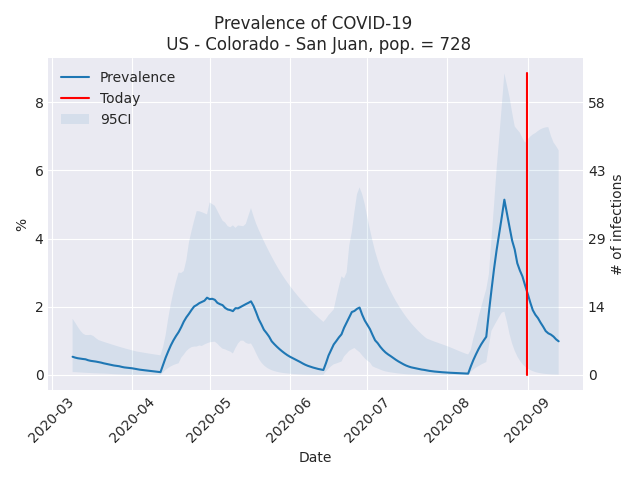 Prevalence of COVID-19
US - Colorado - San Juan, pop. = 728
Prevalence
Today
95CI
8
6
4
2
0
%
58
43
29
14
0
# of infections
2020-03
2020-04
2020-05
2020-06
2020-07
2020-08
2020-09
Date